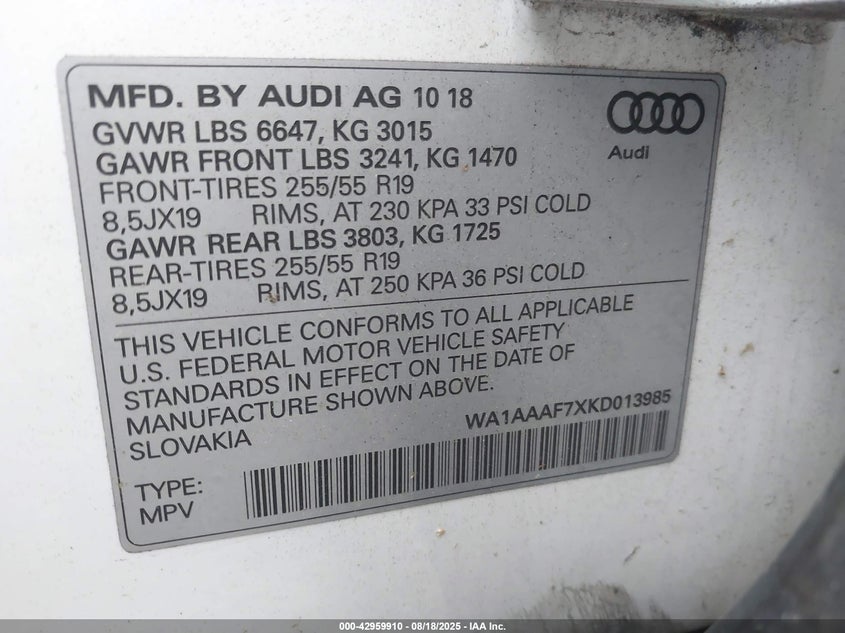 MFD. BY AUDI AG 10 18
GVWR LBS 6647, KG 3015
GAWR FRONT LBS 3241, KG 1470
FRONT-TIRES 255/55 R19
8,5JX19 RIMS, AT 230 KPA 33 PSI COLD
GAWR REAR LBS 3803, KG 1725
REAR-TIRES 255/55 R19
8,5JX19 RIMS, AT 250 KPA 36 PSI COLD
Audi
THIS VEHICLE CONFORMS TO ALL APPLICABLE
U.S. FEDERAL MOTOR VEHICLE SAFETY
STANDARDS IN EFFECT ON THE DATE OF
MANUFACTURE SHOWN ABOVE.
SLOVAKIA
WA1AAAF7XKD013985
TYPE:
MPV
000-42959910 - 08/18/2025 - IAA Inc.